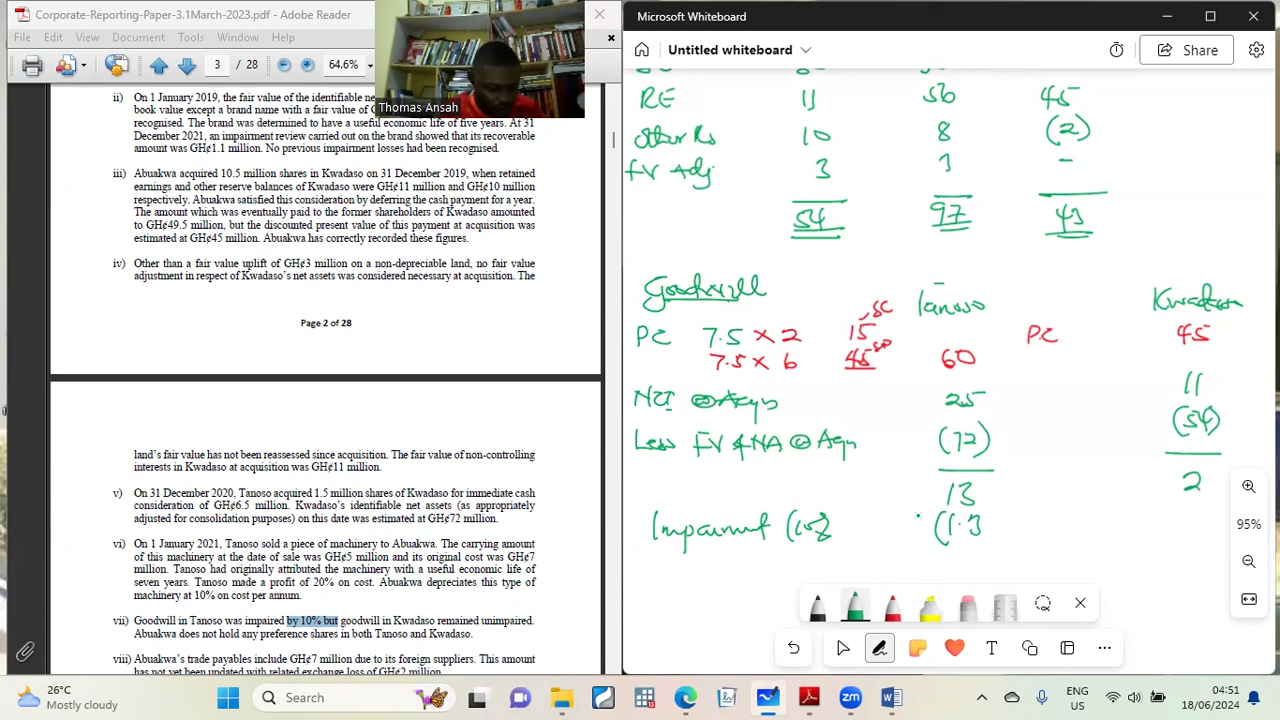 Corporate-Reporting-Paper-3.1March-2023.pdf - Adobe Reader
File Edit View Document Tools Window Help
3 / 28 64.6%
Thomas Ansah
ii) On 1 January 2019, the fair value of the identifiable ne
book value except a brand name with a fair value of G
recognised. The brand was determined to have a useful economic life of five years. At 31
December 2021, an impairment review carried out on the brand showed that its recoverable
amount was GH¢1.1 million. No previous impairment losses had been recognised.
iii) Abuakwa acquired 10.5 million shares in Kwadaso on 31 December 2019, when retained
earnings and other reserve balances of Kwadaso were GH¢11 million and GH¢10 million
respectively. Abuakwa satisfied this consideration by deferring the cash payment for a year.
The amount which was eventually paid to the former shareholders of Kwadaso amounted
to GH¢49.5 million, but the discounted present value of this payment at acquisition was
estimated at GH¢45 million. Abuakwa has correctly recorded these figures.
iv) Other than a fair value uplift of GH¢3 million on a non-depreciable land, no fair value
adjustment in respect of Kwadaso's net assets was considered necessary at acquisition. The
Page 2 of 28
land's fair value has not been reassessed since acquisition. The fair value of non-controlling
interests in Kwadaso at acquisition was GH¢11 million.
v) On 31 December 2020, Tanoso acquired 1.5 million shares of Kwadaso for immediate cash
consideration of GH¢6.5 million. Kwadaso's identifiable net assets (as appropriately
adjusted for consolidation purposes) on this date was estimated at GH¢72 million.
vi) On 1 January 2021, Tanoso sold a piece of machinery to Abuakwa. The carrying amount
of this machinery at the date of sale was GH¢5 million and its original cost was GH¢7
million. Tanoso had originally attributed the machinery with a useful economic life of
seven years. Tanoso made a profit of 20% on cost. Abuakwa depreciates this type of
machinery at 10% on cost per annum.
vii) Goodwill in Tanoso was impaired by 10% but goodwill in Kwadaso remained unimpaired.
Abuakwa does not hold any preference shares in both Tanoso and Kwadaso.
viii) Abuakwa's trade payables include GH¢7 million due to its foreign suppliers. This amount
has not yet been updated with related exchange loss of GH¢2 million.
Microsoft Whiteboard
Untitled whiteboard
Share
RE 11 56 45
Other Rs 10 8 (2)
FV Adj 3 3 -
54 97 43
Goodwill Tanoso Kwadaso
PC 7.5 x 2 15 SC PC 45
7.5 x 6 45 SP 60
NCI @ Acqn 25 11
Less FV of NA @ Aqn (72) (54)
13 2
Impairment (10% (1.3
95%
26°C
Mostly cloudy
Search
ENG
US
04:51
18/06/2024